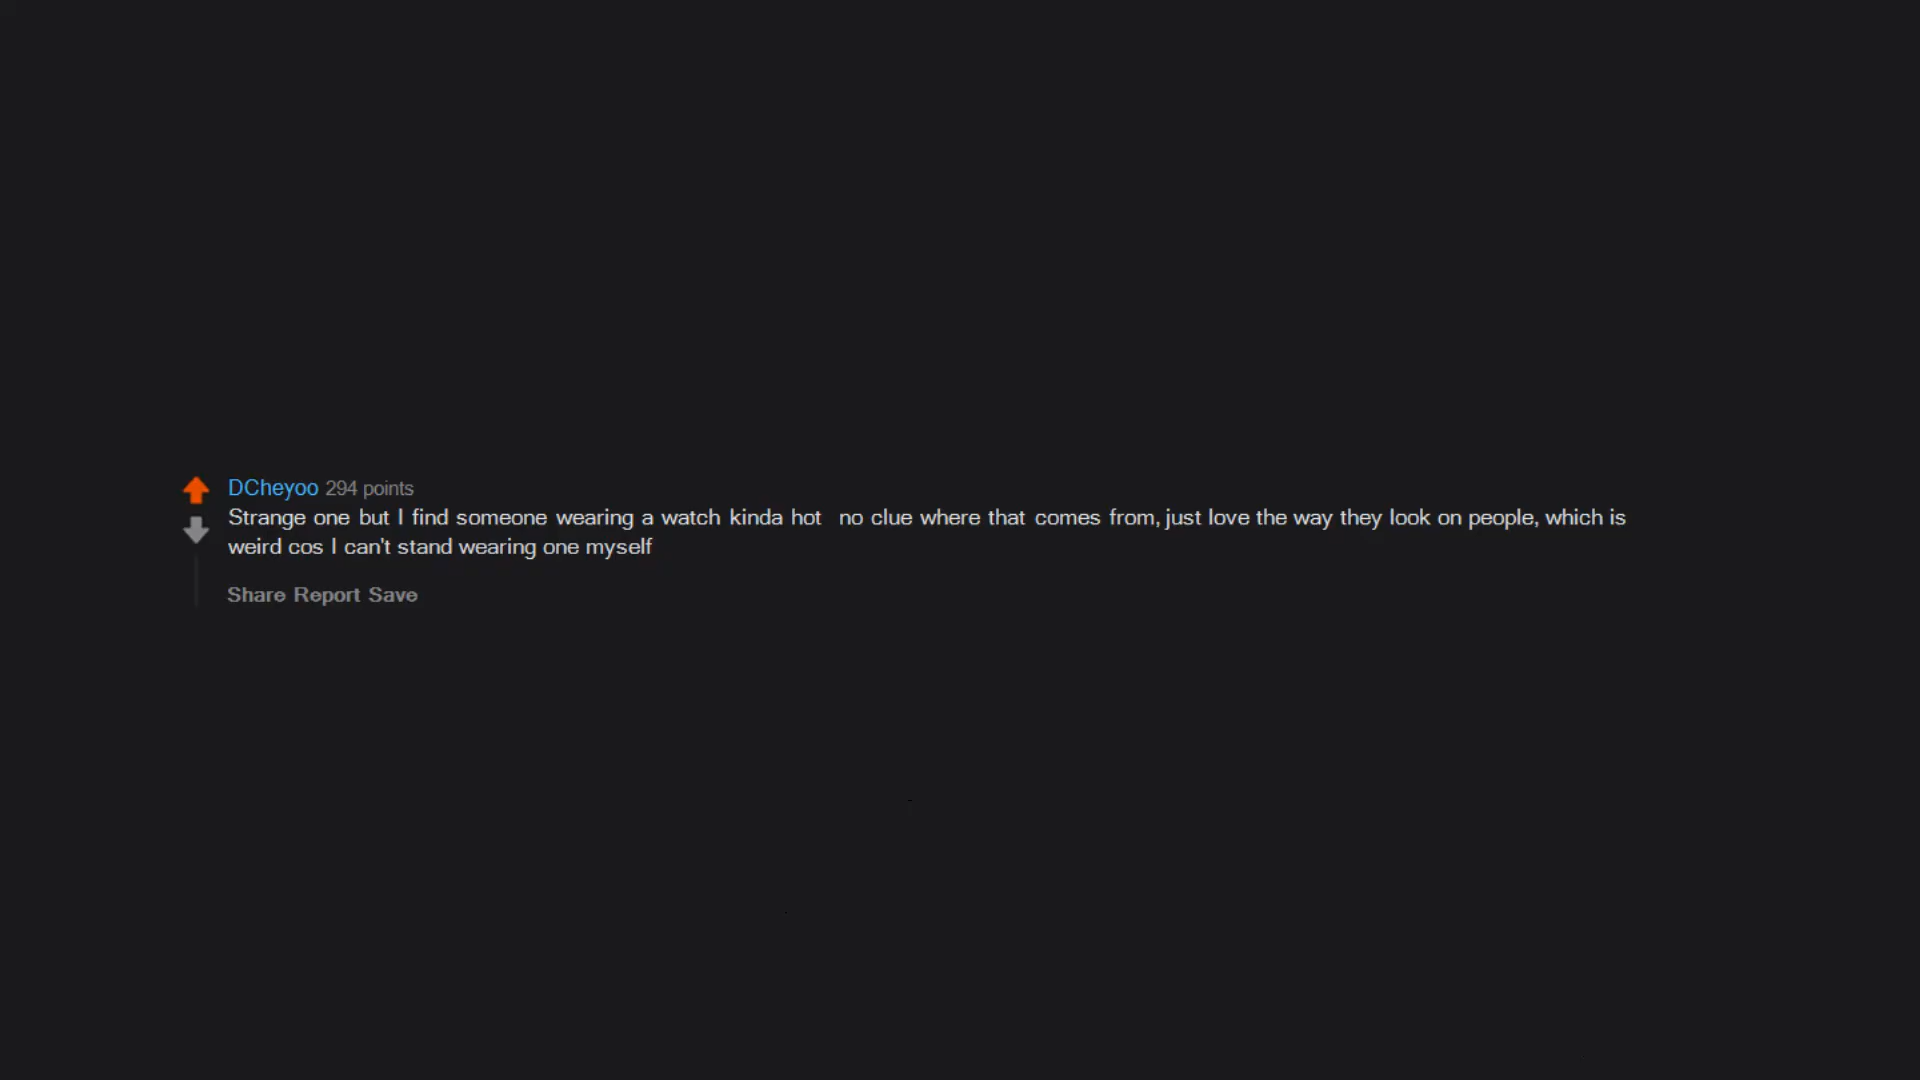 DCheyoo 294 points
Strange one but I find someone wearing a watch kinda hot  no clue where that comes from, just love the way they look on people, which is
weird cos I can't stand wearing one myself
Share Report Save